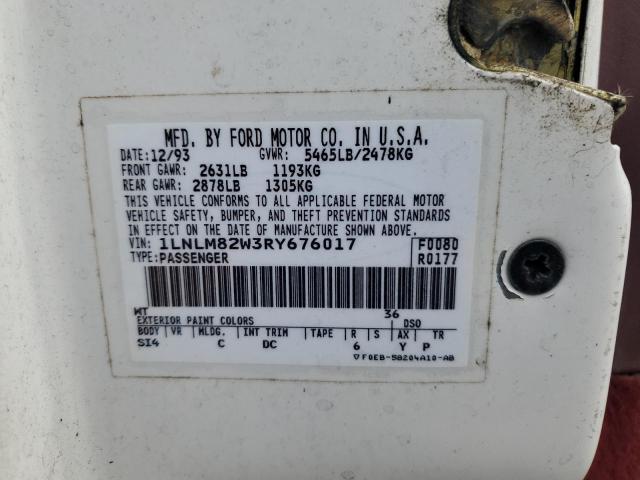 MFD. BY FORD MOTOR CO. IN U.S.A.
DATE: 12/93 GVWR: 5465LB/2478KG
FRONT GAWR: 2631LB 1193KG
REAR GAWR: 2878LB 1305KG
THIS VEHICLE CONFORMS TO ALL APPLICABLE FEDERAL MOTOR
VEHICLE SAFETY, BUMPER, AND THEFT PREVENTION STANDARDS
IN EFFECT ON THE DATE OF MANUFACTURE SHOWN ABOVE.
VIN: 1LNLM82W3RY676017 F0080
TYPE: PASSENGER R0177
WT 36
EXTERIOR PAINT COLORS DSO
BODY VR MLDG. INT TRIM TAPE R S AX TR
SI4 C DC 6 Y P
▽ F0EB-58204A10-AB